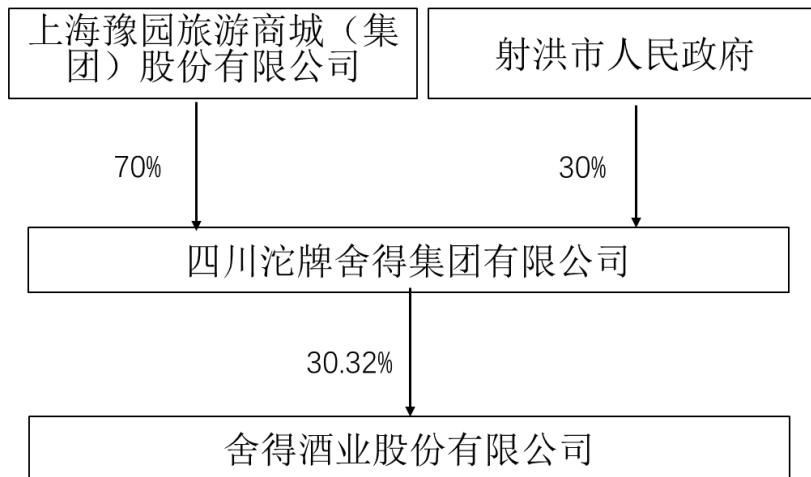 上海豫园旅游商城（集
团）股份有限公司
射洪市人民政府
70%
30%
四川沱牌舍得集团有限公司
30.32%
舍得酒业股份有限公司